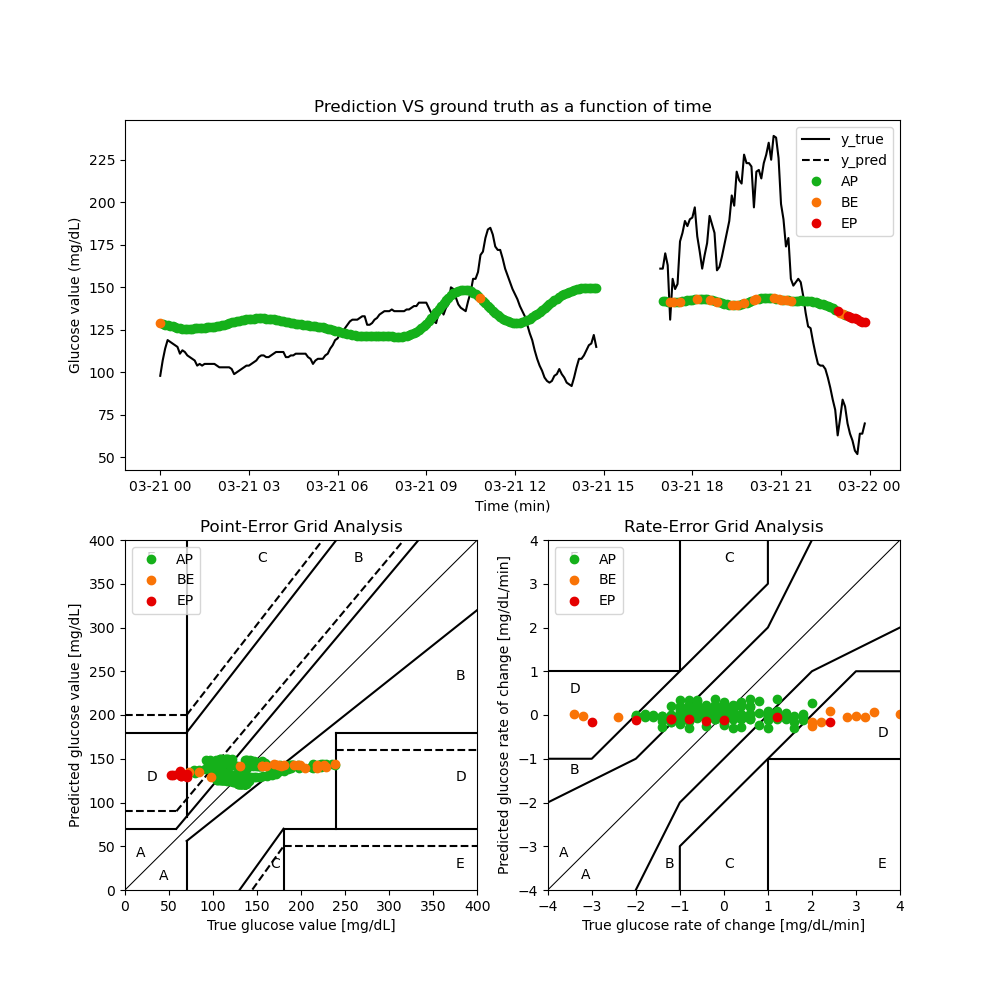 Prediction VS ground truth as a function of time
Glucose value (mg/dL)
225
200
175
150
125
100
75
50
y_true
y_pred
AP
BE
EP
03-21 00 03-21 03 03-21 06 03-21 09 03-21 12 03-21 15 03-21 18 03-21 21 03-22 00
Time (min)
Point-Error Grid Analysis
Predicted glucose value [mg/dL]
400
350
300
250
200
150
100
50
0
AP
BE
EP
C
B
B
D
D
A
A
C
E
0 50 100 150 200 250 300 350 400
True glucose value [mg/dL]
Rate-Error Grid Analysis
Predicted glucose rate of change [mg/dL/min]
4
3
2
1
0
−1
−2
−3
−4
AP
BE
EP
C
D
D
B
A
A
B
C
E
−4 −3 −2 −1 0 1 2 3 4
True glucose rate of change [mg/dL/min]